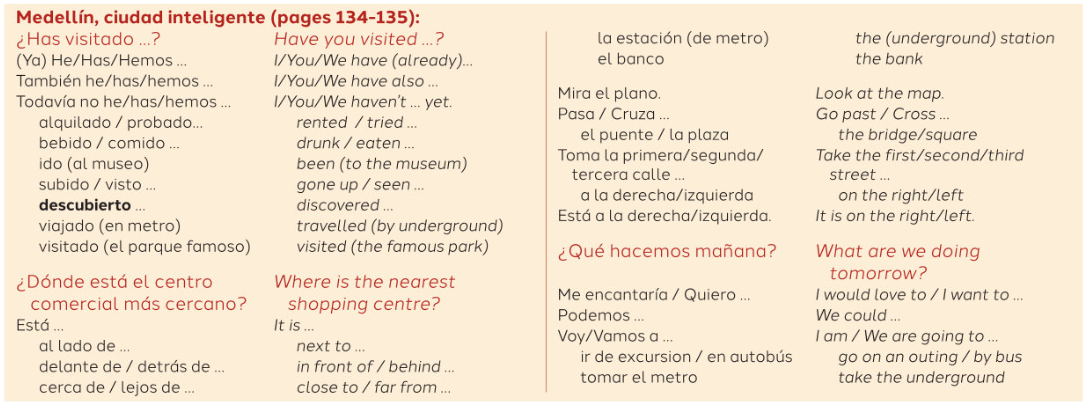 Medellín, ciudad inteligente (pages 134-135):
¿Has visitado ...? Have you visited ...?
(Ya) He/Has/Hemos ... I/You/We have (already)...
También he/has/hemos ... I/You/We have also ...
Todavía no he/has/hemos ... I/You/We haven't ... yet.
alquilado / probado... rented / tried ...
bebido / comido ... drunk / eaten ...
ido (al museo) been (to the museum)
subido / visto ... gone up / seen ...
descubierto ... discovered ...
viajado (en metro) travelled (by underground)
visitado (el parque famoso) visited (the famous park)
¿Dónde está el centro Where is the nearest
comercial más cercano? shopping centre?
Está ... It is ...
al lado de ... next to ...
delante de / detrás de ... in front of / behind ...
cerca de / lejos de ... close to / far from ...
la estación (de metro) the (underground) station
el banco the bank
Mira el plano. Look at the map.
Pasa / Cruza ... Go past / Cross ...
el puente / la plaza the bridge/square
Toma la primera/segunda/ Take the first/second/third
tercera calle ... street ...
a la derecha/izquierda on the right/left
Está a la derecha/izquierda. It is on the right/left.
¿Qué hacemos mañana? What are we doing
tomorrow?
Me encantaría / Quiero ... I would love to / I want to ...
Podemos ... We could ...
Voy/Vamos a ... I am / We are going to ...
ir de excursion / en autobús go on an outing / by bus
tomar el metro take the underground